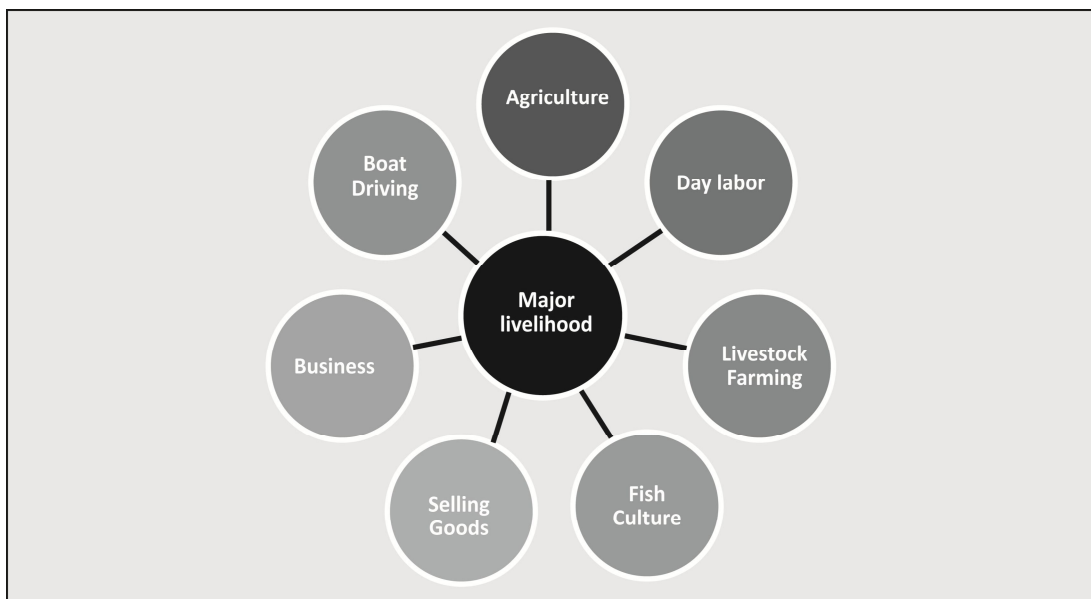 Agriculture
Day labor
Livestock
Farming
Fish
Culture
Selling
Goods
Business
Boat
Driving
Major
livelihood